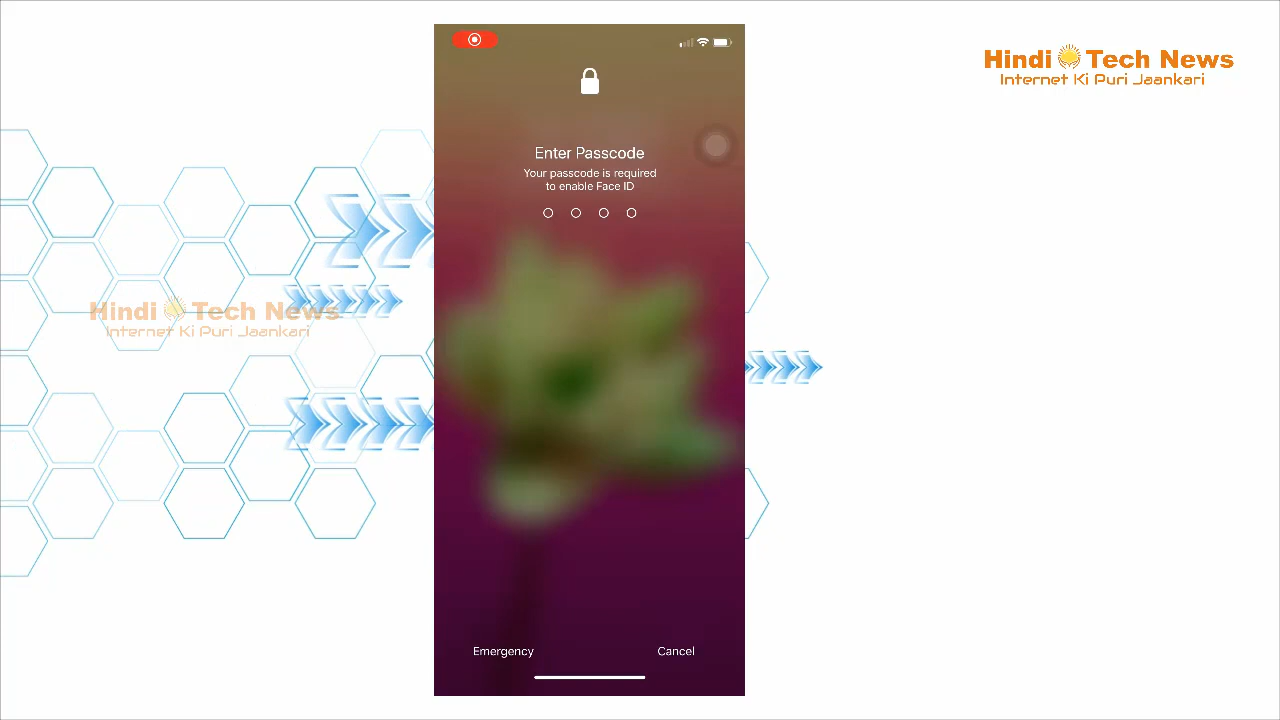 Hindi Tech News
Internet Ki Puri Jaankari
Enter Passcode
Your passcode is required
to enable Face ID
Hindi Tech News
Internet Ki Puri Jaankari
Emergency
Cancel